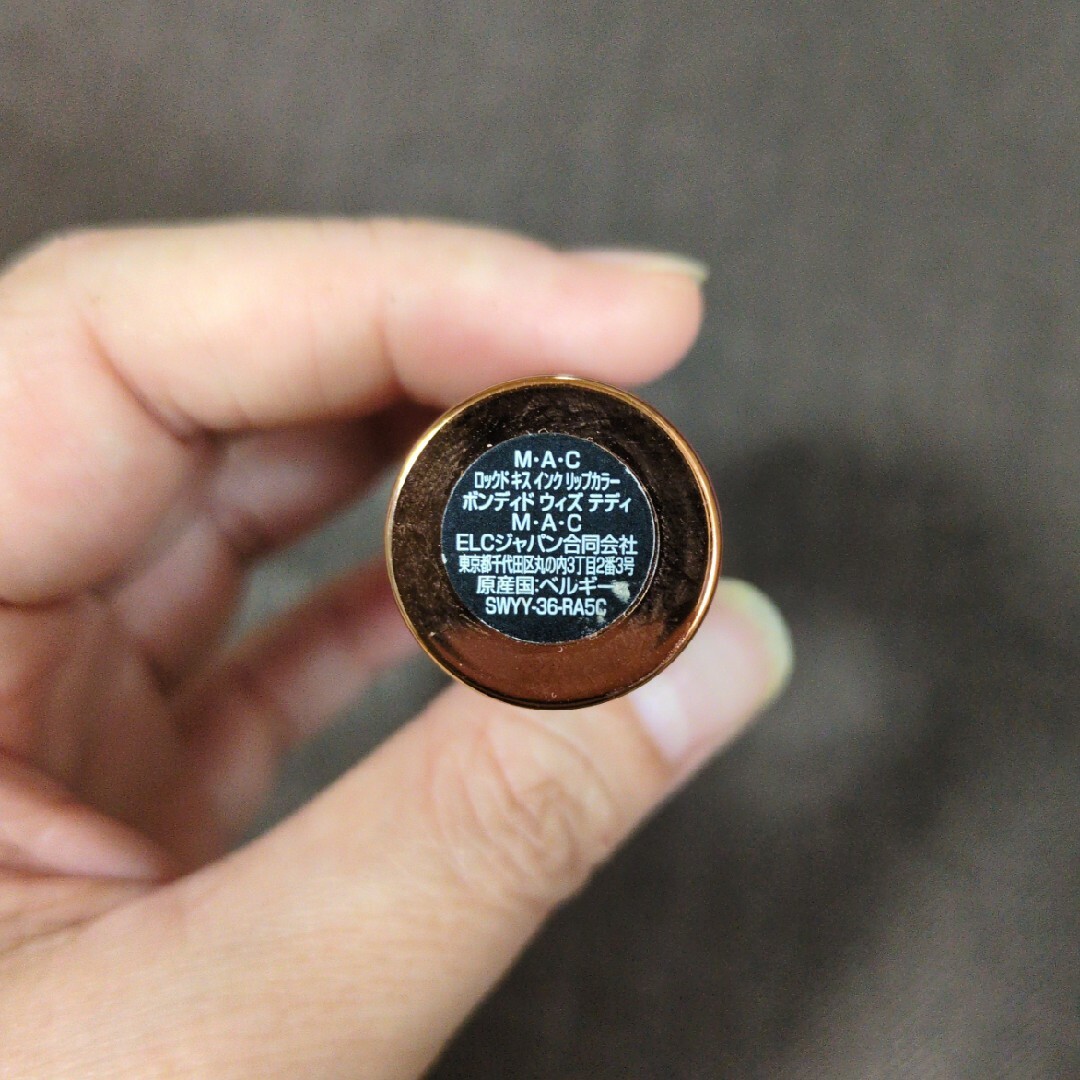 M・A・C
ロックド キス インク リップカラー
ボンディド ウィズ テディ
M・A・C
ELCジャパン合同会社
東京都千代田区丸の内3丁目2番3号
原産国:ベルギー
SWYY-36-RA5C